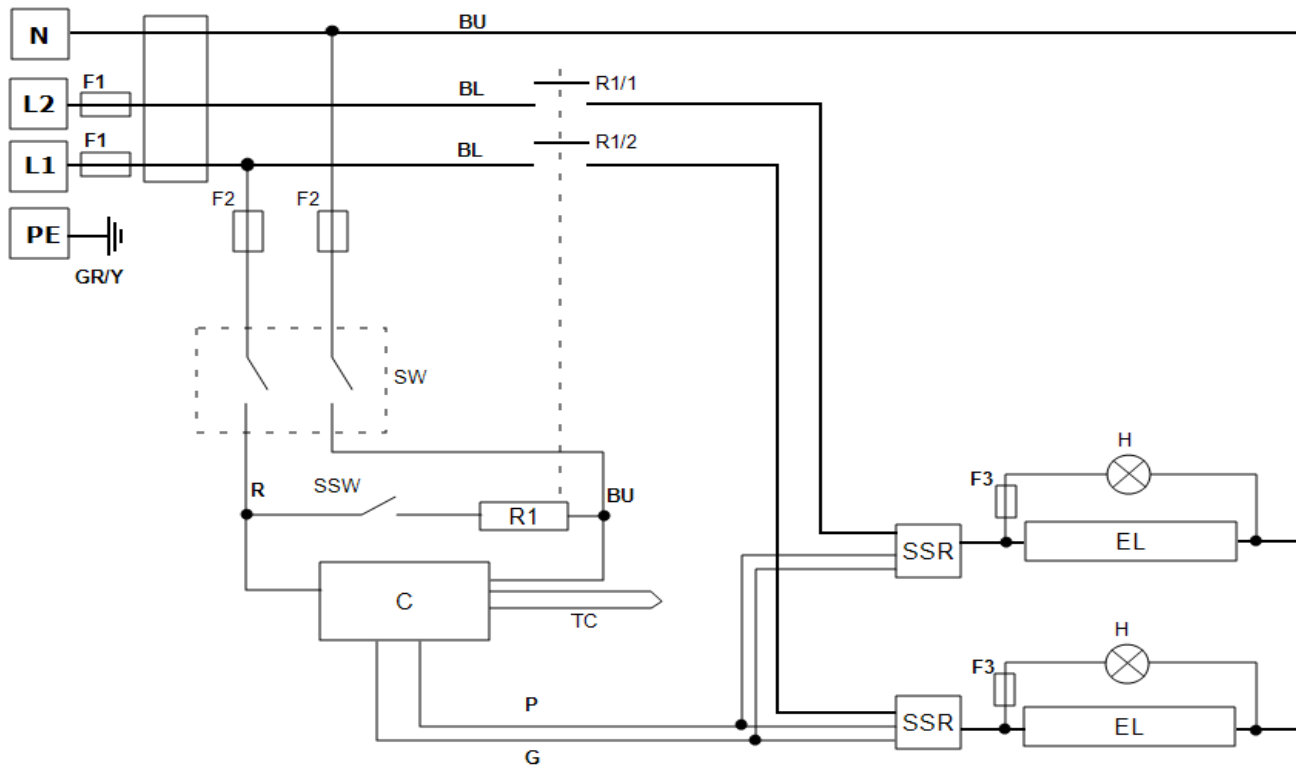 N
BU
L2
F1
BL
R1/1
L1
F1
BL
R1/2
F2
F2
PE
GR/Y
SW
R
SSW
R1
BU
C
TC
P
G
H
F3
SSR
EL
H
F3
SSR
EL